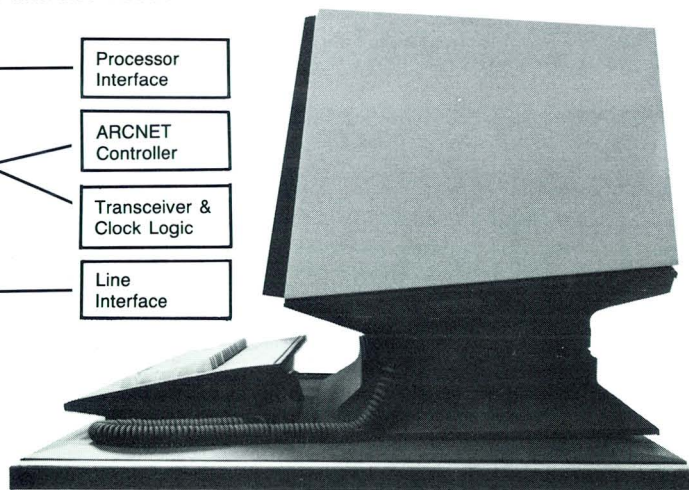 Processor
Interface
ARCNET
Controller
Transceiver &
Clock Logic
Line
Interface